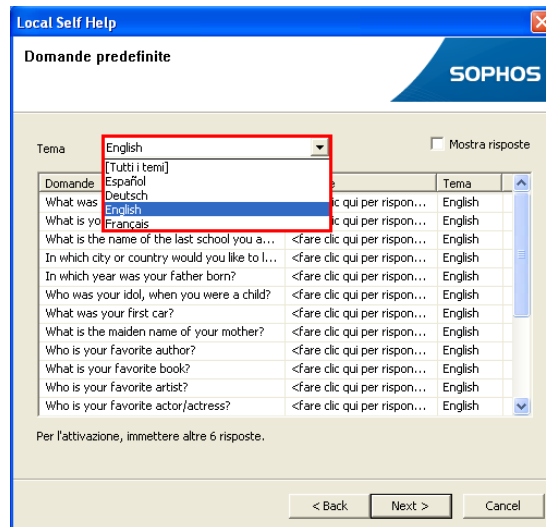 Local Self Help
Domande predefinite
SOPHOS
Tema English Mostra risposte
[Tutti i temi]
Español
Deutsch
English
Français
Domande Tema
What was <fare clic qui per rispon... English
What is yo clic qui per rispon... English
What is the name of the last school you a... <fare clic qui per rispon... English
In which city or country would you like to l... <fare clic qui per rispon... English
In which year was your father born? <fare clic qui per rispon... English
Who was your idol, when you were a child? <fare clic qui per rispon... English
What was your first car? <fare clic qui per rispon... English
What is the maiden name of your mother? <fare clic qui per rispon... English
Who is your favorite author? <fare clic qui per rispon... English
What is your favorite book? <fare clic qui per rispon... English
Who is your favorite artist? <fare clic qui per rispon... English
Who is your favorite actor/actress? <fare clic qui per rispon... English
Per l'attivazione, immettere altre 6 risposte.
< Back Next > Cancel